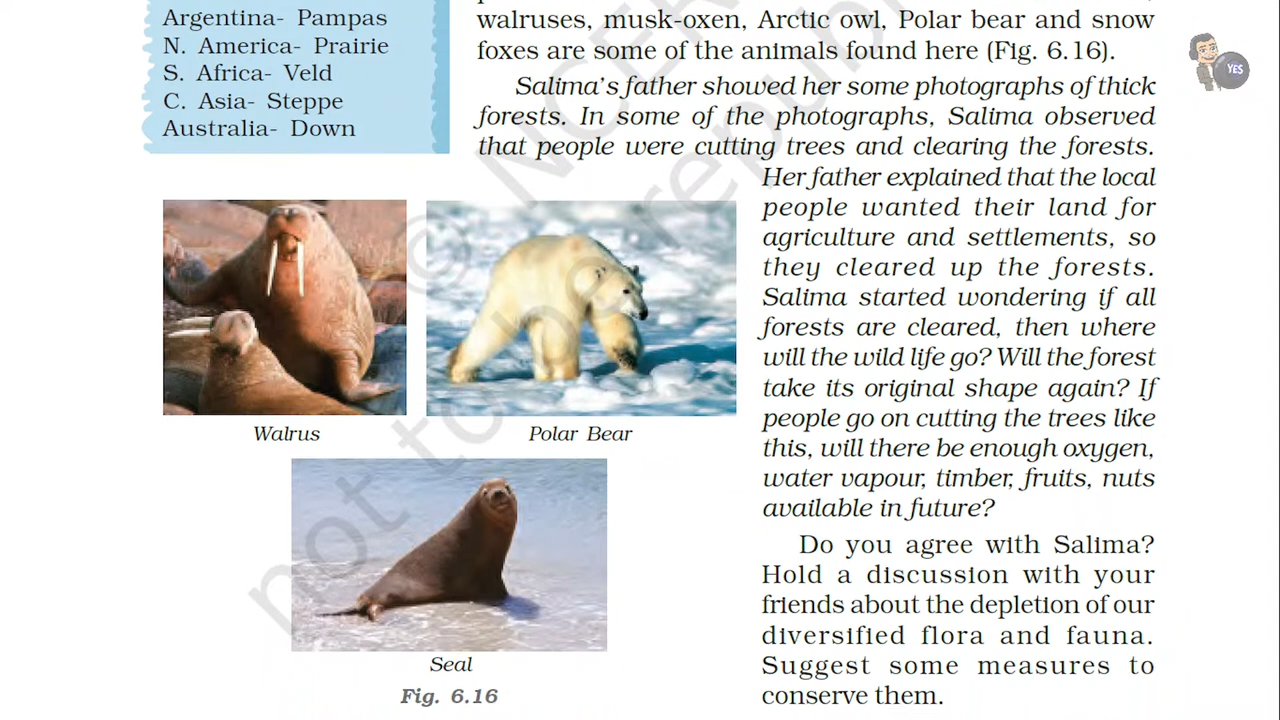 Argentina- Pampas
N. America- Prairie
S. Africa- Veld
C. Asia- Steppe
Australia- Down
walruses, musk-oxen, Arctic owl, Polar bear and snow
foxes are some of the animals found here (Fig. 6.16).
Salima's father showed her some photographs of thick
forests. In some of the photographs, Salima observed
that people were cutting trees and clearing the forests.
Her father explained that the local
people wanted their land for
agriculture and settlements, so
they cleared up the forests.
Salima started wondering if all
forests are cleared, then where
will the wild life go? Will the forest
take its original shape again? If
people go on cutting the trees like
this, will there be enough oxygen,
water vapour, timber, fruits, nuts
available in future?
Do you agree with Salima?
Hold a discussion with your
friends about the depletion of our
diversified flora and fauna.
Suggest some measures to
conserve them.
Walrus
Polar Bear
Seal
Fig. 6.16
© NCER
not to be republ
YES